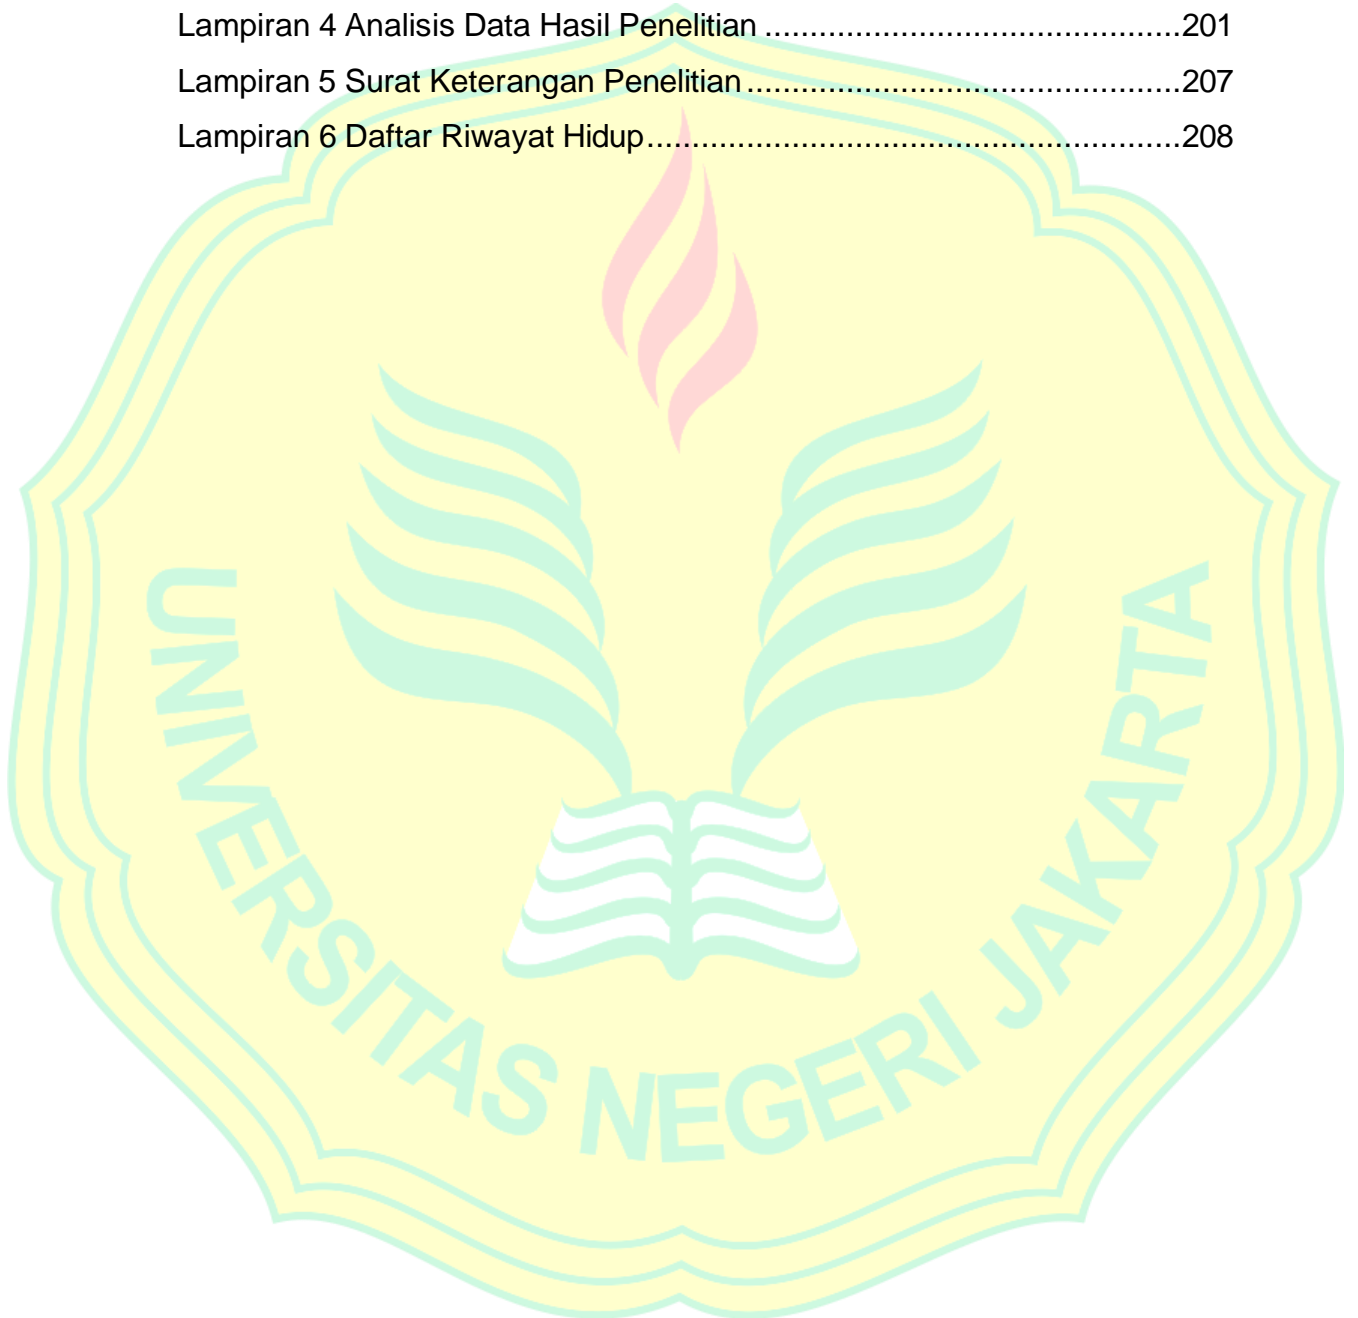 Lampiran 4 Analisis Data Hasil Penelitian ..............................................201
Lampiran 5 Surat Keterangan Penelitian ................................................207
Lampiran 6 Daftar Riwayat Hidup...........................................................208
UNIVERSITAS NEGERI JAKARTA